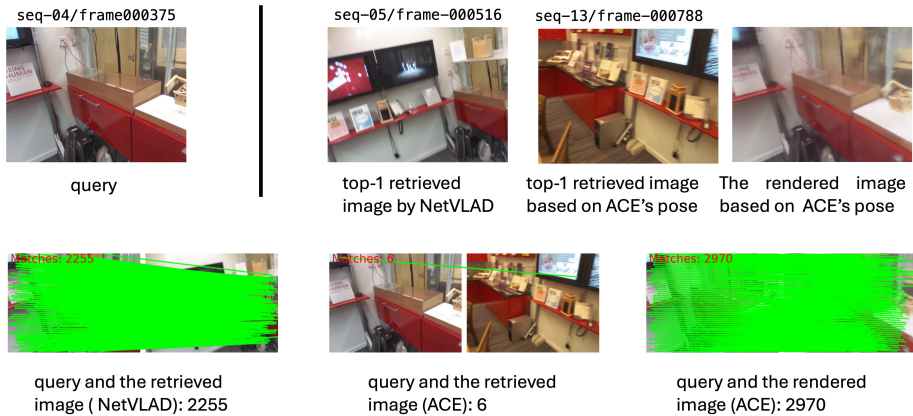 seq-04/frame000375
seq-05/frame-000516
seq-13/frame-000788
BEING
HUMAN
query
top-1 retrieved
image by NetVLAD
top-1 retrieved image
based on ACE's pose
The rendered image
based on ACE's pose
Matches: 2255
Matches: 6
Matches: 2970
query and the retrieved
image ( NetVLAD): 2255
query and the retrieved
image (ACE): 6
query and the rendered
image (ACE): 2970